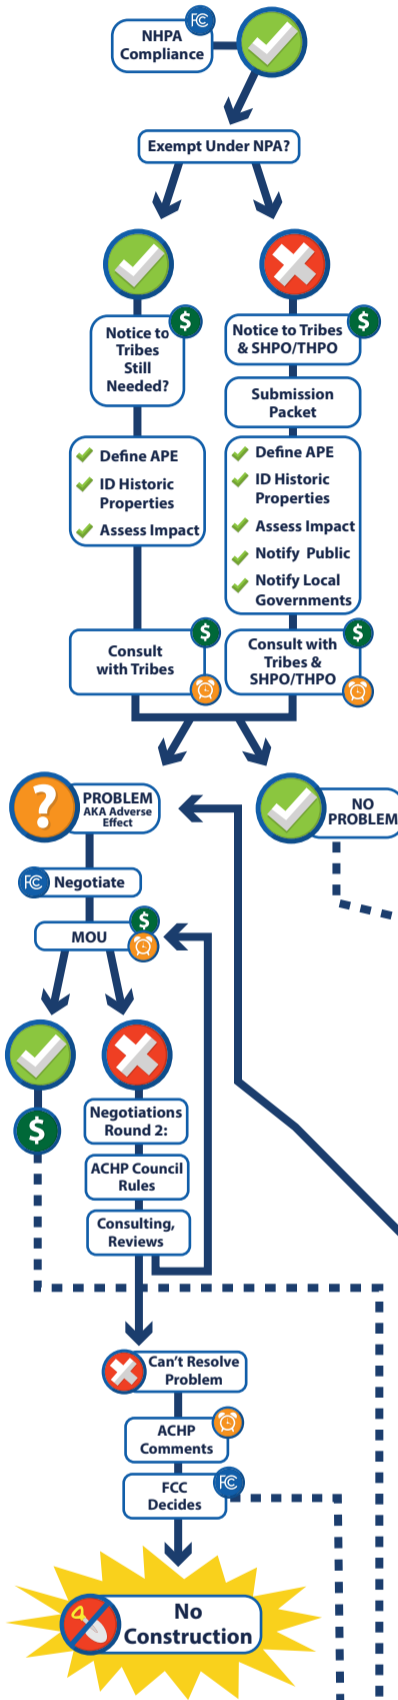 FCC
NHPA
Compliance
Exempt Under NPA?
$
Notice to
Tribes
Still
Needed?
$
Notice to Tribes
& SHPO/THPO
Submission
Packet
Define APE
ID Historic
Properties
Assess Impact
Define APE
ID Historic
Properties
Assess Impact
Notify Public
Notify Local
Governments
$
Consult
with Tribes
$
Consult with
Tribes &
SHPO/THPO
?
PROBLEM
AKA Adverse
Effect
NO
PROBLEM
FCC
Negotiate
$
MOU
$
Negotiations
Round 2:
ACHP Council
Rules
Consulting,
Reviews
Can't Resolve
Problem
ACHP
Comments
FCC
FCC
Decides
No
Construction